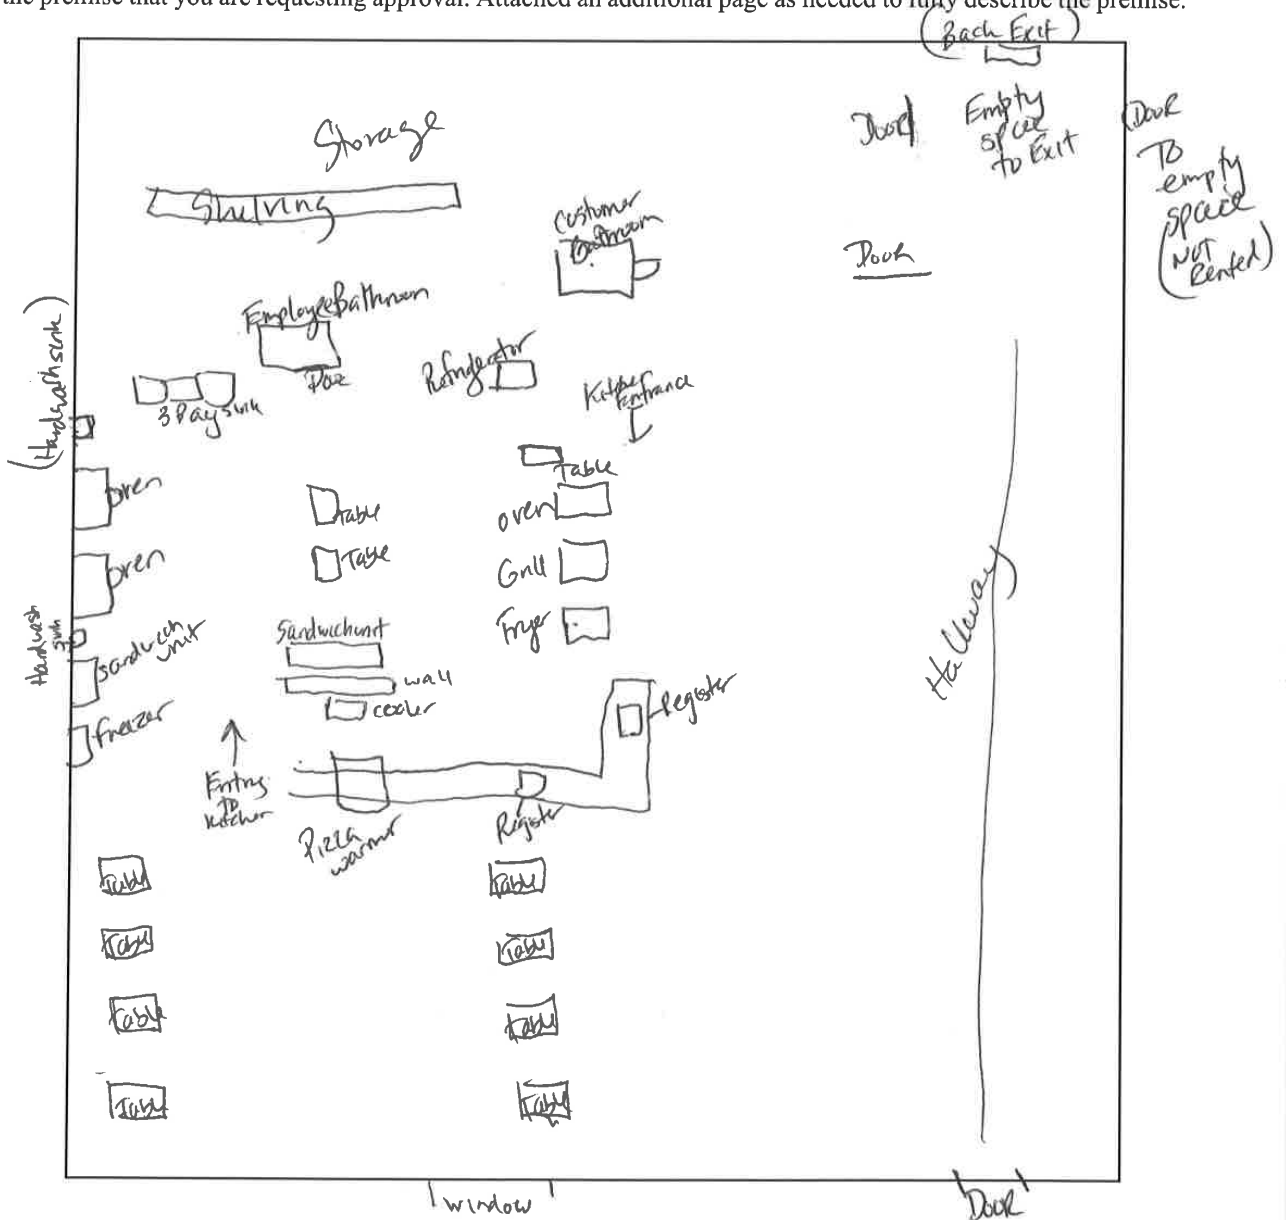 the premise that you are requesting approval. Attached an additional page as needed to fully describe the premise.
(Back Exit)
Storage
Door
Empty
space
to Exit
Door
To
empty
space
(NOT
Rented)
Shelving
Customer
Bathroom
Door
Employee Bathroom
Refridgerator
Kitchen
Entrance
3 Bay sink
(Handwash sink)
Table
oven
Table
oven
Table
Grill
oven
Fryer
Handwash
sink
sandwich
unit
Sandwich unit
wall
cooler
freezer
Register
Hallway
Entry
TO
Kitchen
Pizza
warmer
Register
Table
Table
Table
Table
Table
Table
Table
Table
window
Door